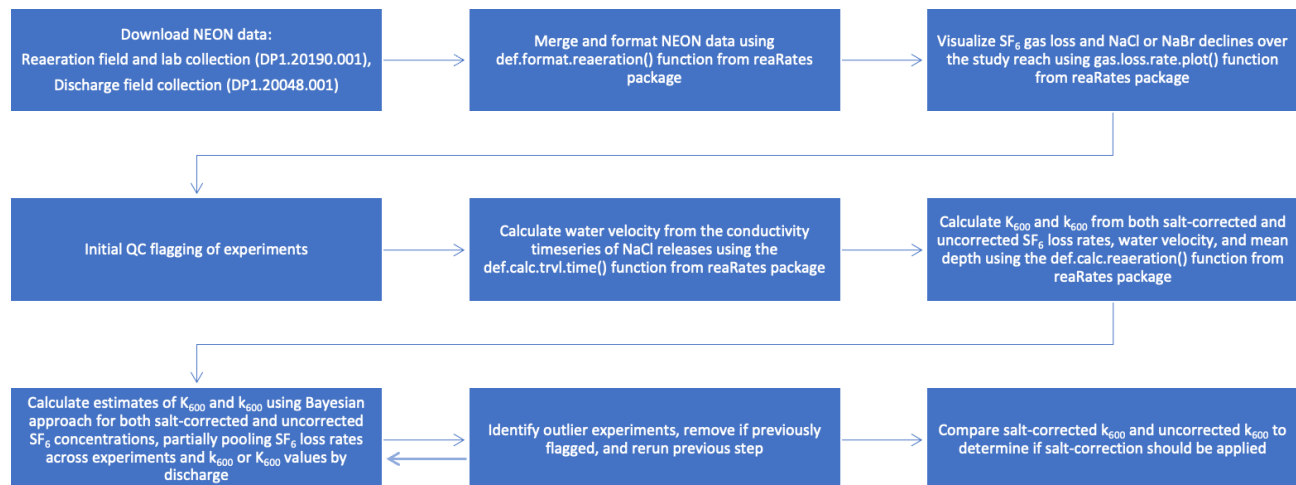 Download NEON data:
Reaeration field and lab collection (DP1.20190.001),
Discharge field collection (DP1.20048.001)
Merge and format NEON data using
def.format.reaeration() function from reaRates
package
Visualize SF₆ gas loss and NaCl or NaBr declines over
the study reach using gas.loss.rate.plot() function
from reaRates package
Initial QC flagging of experiments
Calculate water velocity from the conductivity
timeseries of NaCl releases using the
def.calc.trvl.time() function from reaRates package
Calculate K₆₀₀ and k₆₀₀ from both salt-corrected and
uncorrected SF₆ loss rates, water velocity, and mean
depth using the def.calc.reaeration() function from
reaRates package
Calculate estimates of K₆₀₀ and k₆₀₀ using Bayesian
approach for both salt-corrected and uncorrected
SF₆ concentrations, partially pooling SF₆ loss rates
across experiments and k₆₀₀ or K₆₀₀ values by
discharge
Identify outlier experiments, remove if previously
flagged, and rerun previous step
Compare salt-corrected k₆₀₀ and uncorrected k₆₀₀ to
determine if salt-correction should be applied